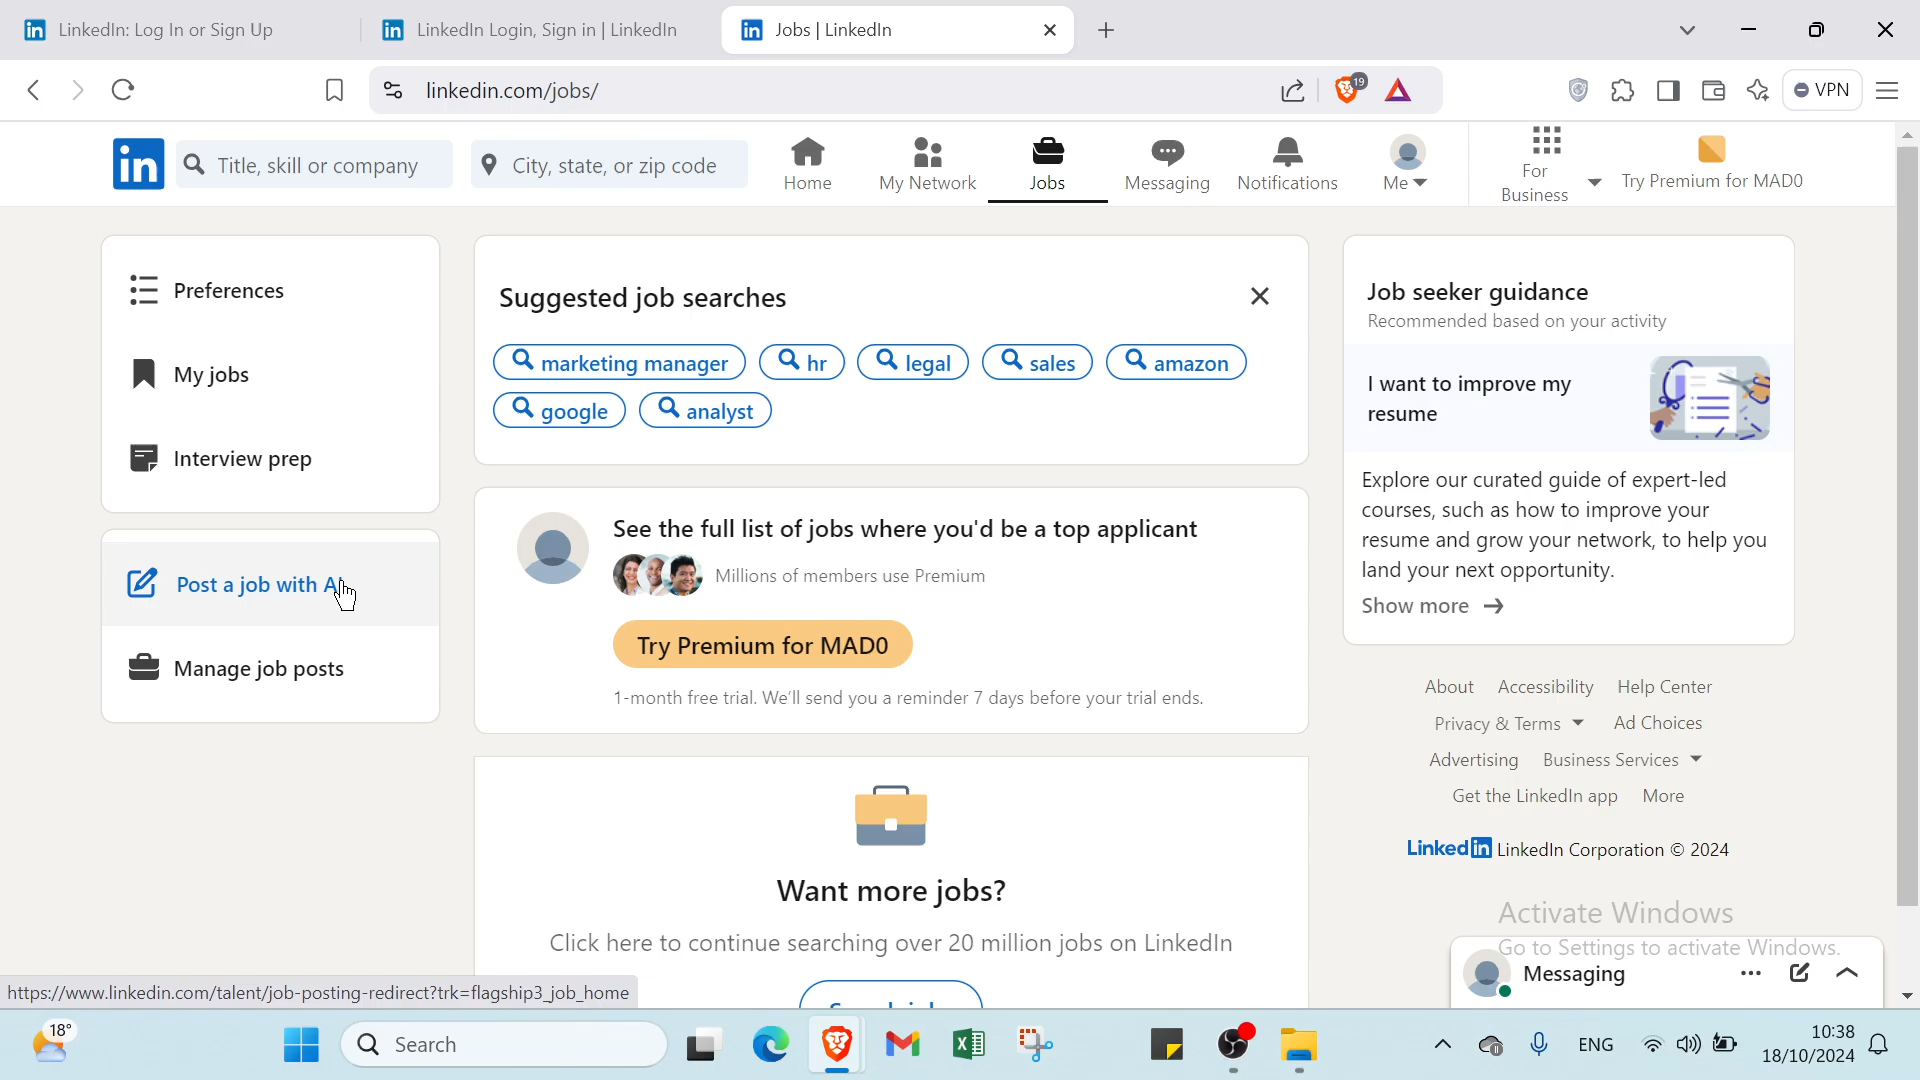 LinkedIn: Log In or Sign Up
LinkedIn Login, Sign in | LinkedIn
Jobs | LinkedIn
linkedin.com/jobs/
19
VPN
in
Title, skill or company
City, state, or zip code
Home
My Network
Jobs
Messaging
Notifications
Me
For
Business
Try Premium for MAD0
Preferences
My jobs
Interview prep
Post a job with
Manage job posts
Suggested job searches
marketing manager
hr
legal
sales
amazon
google
analyst
See the full list of jobs where you'd be a top applicant
Millions of members use Premium
Try Premium for MAD0
1-month free trial. We'll send you a reminder 7 days before your trial ends.
Want more jobs?
Click here to continue searching over 20 million jobs on LinkedIn
Job seeker guidance
Recommended based on your activity
I want to improve my
resume
Explore our curated guide of expert-led
courses, such as how to improve your
resume and grow your network, to help you
land your next opportunity.
Show more
About Accessibility Help Center
Privacy & Terms Ad Choices
Advertising Business Services
Get the LinkedIn app More
LinkedIn LinkedIn Corporation © 2024
Activate Windows
Go to Settings to activate Windows.
Messaging
https://www.linkedin.com/talent/job-posting-redirect?trk=flagship3_job_home
18°
Search
ENG
10:38
18/10/2024